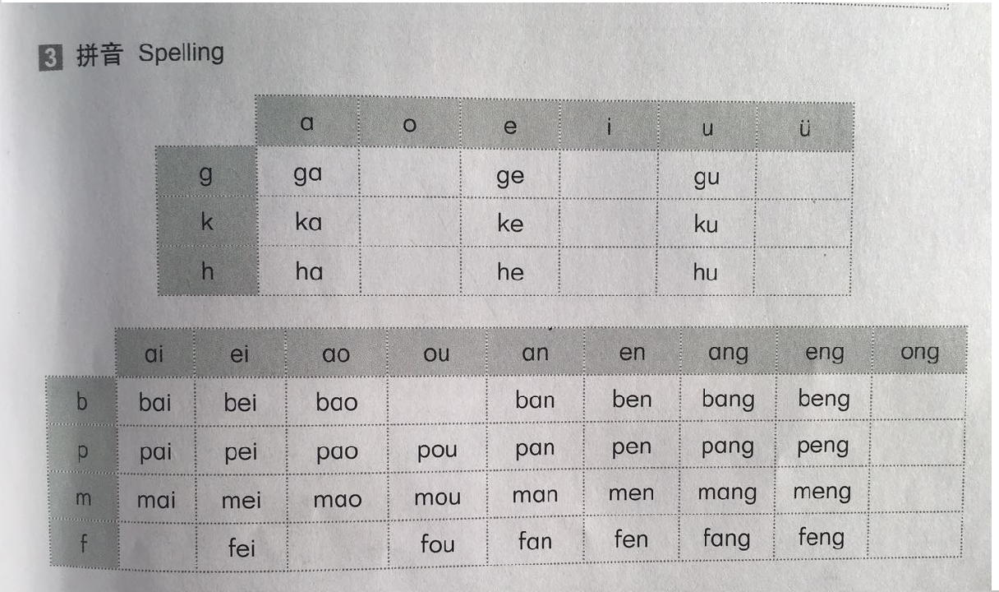 3 拼音 Spelling
a o e i u ü
g ga ge gu
k ka ke ku
h ha he hu
ai ei ao ou an en ang eng ong
b bai bei bao ban ben bang beng
p pai pei pao pou pan pen pang peng
m mai mei mao mou man men mang meng
f fei fou fan fen fang feng